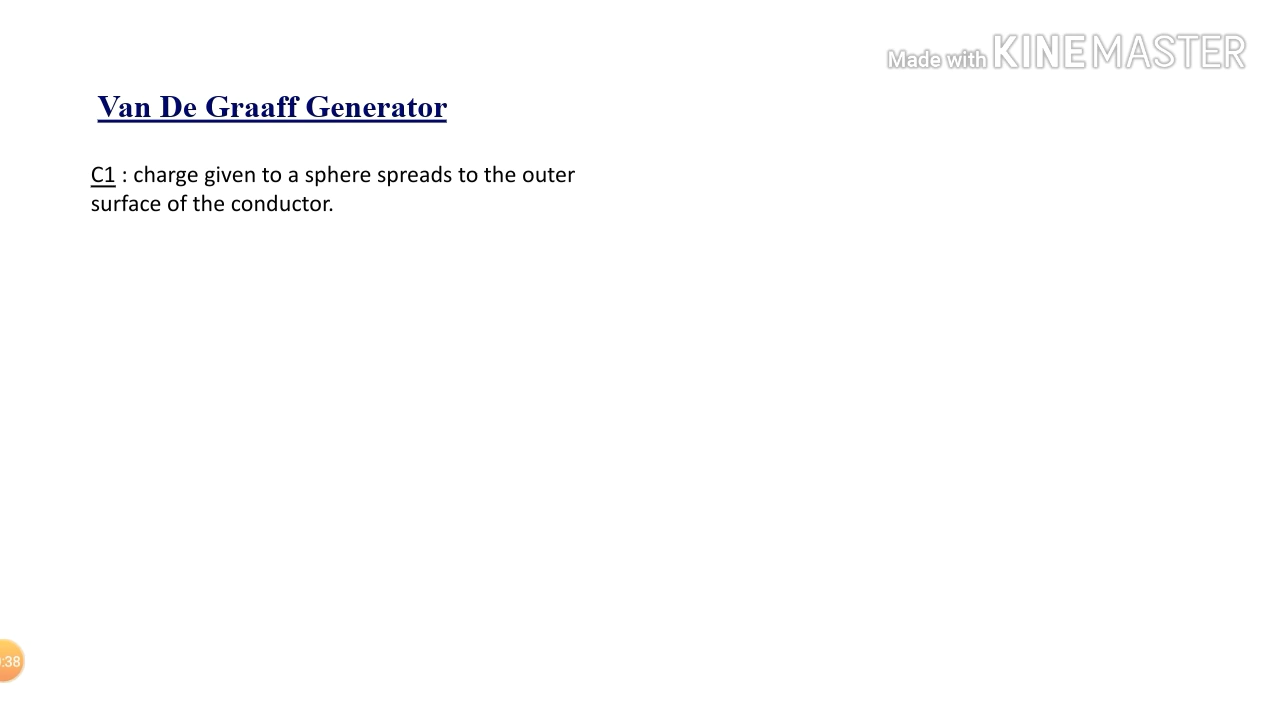 Made with KINEMASTER
Van De Graaff Generator
C1 : charge given to a sphere spreads to the outer
surface of the conductor.
:38